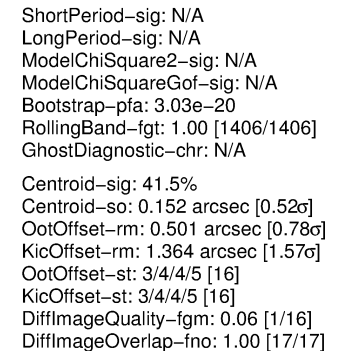 ShortPeriod−sig: N/A
LongPeriod−sig: N/A
ModelChiSquare2−sig: N/A
ModelChiSquareGof−sig: N/A
Bootstrap−pfa: 3.03e−20
RollingBand−fgt: 1.00 [1406/1406]
GhostDiagnostic−chr: N/A
Centroid−sig: 41.5%
Centroid−so: 0.152 arcsec [0.52σ]
OotOffset−rm: 0.501 arcsec [0.78σ]
KicOffset−rm: 1.364 arcsec [1.57σ]
OotOffset−st: 3/4/4/5 [16]
KicOffset−st: 3/4/4/5 [16]
DiffImageQuality−fgm: 0.06 [1/16]
DiffImageOverlap−fno: 1.00 [17/17]